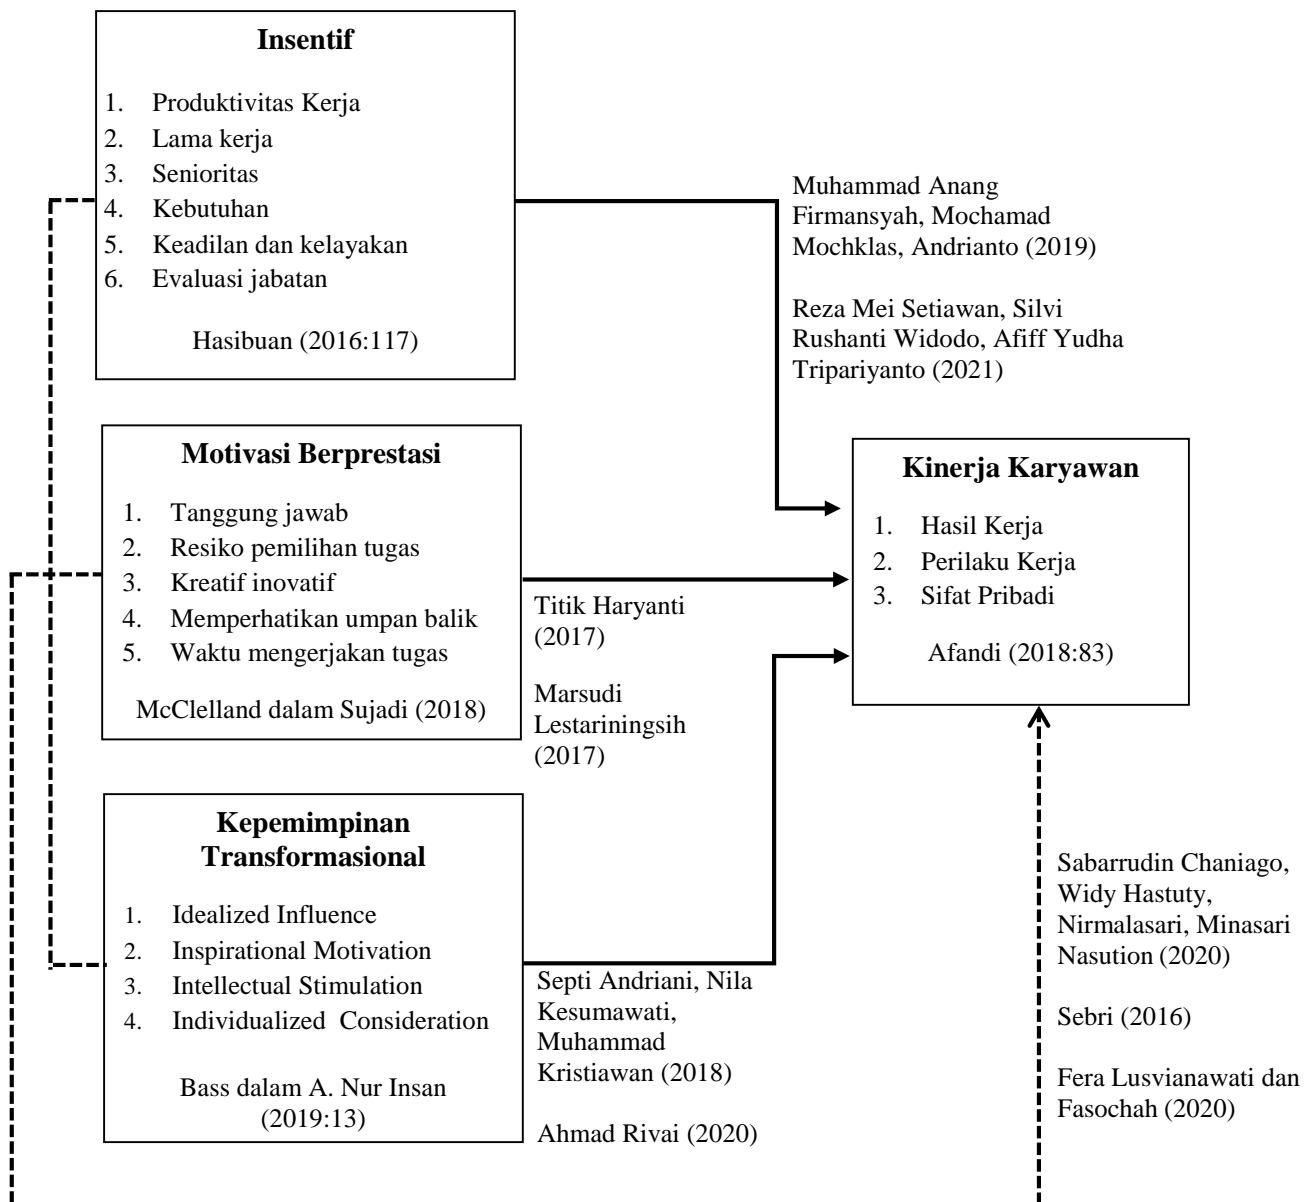 Insentif
1. Produktivitas Kerja
2. Lama kerja
3. Senioritas
4. Kebutuhan
5. Keadilan dan kelayakan
6. Evaluasi jabatan
Hasibuan (2016:117)
Muhammad Anang
Firmansyah, Mochamad
Mochklas, Andrianto (2019)
Reza Mei Setiawan, Silvi
Rushanti Widodo, Afiff Yudha
Tripariyanto (2021)
Motivasi Berprestasi
1. Tanggung jawab
2. Resiko pemilihan tugas
3. Kreatif inovatif
4. Memperhatikan umpan balik
5. Waktu mengerjakan tugas
McClelland dalam Sujadi (2018)
Titik Haryanti
(2017)
Marsudi
Lestariningsih
(2017)
Kinerja Karyawan
1. Hasil Kerja
2. Perilaku Kerja
3. Sifat Pribadi
Afandi (2018:83)
Kepemimpinan
Transformasional
1. Idealized Influence
2. Inspirational Motivation
3. Intellectual Stimulation
4. Individualized Consideration
Bass dalam A. Nur Insan
(2019:13)
Septi Andriani, Nila
Kesumawati,
Muhammad
Kristiawan (2018)
Ahmad Rivai (2020)
Sabarrudin Chaniago,
Widy Hastuty,
Nirmalasari, Minasari
Nasution (2020)
Sebri (2016)
Fera Lusvianawati dan
Fasochah (2020)